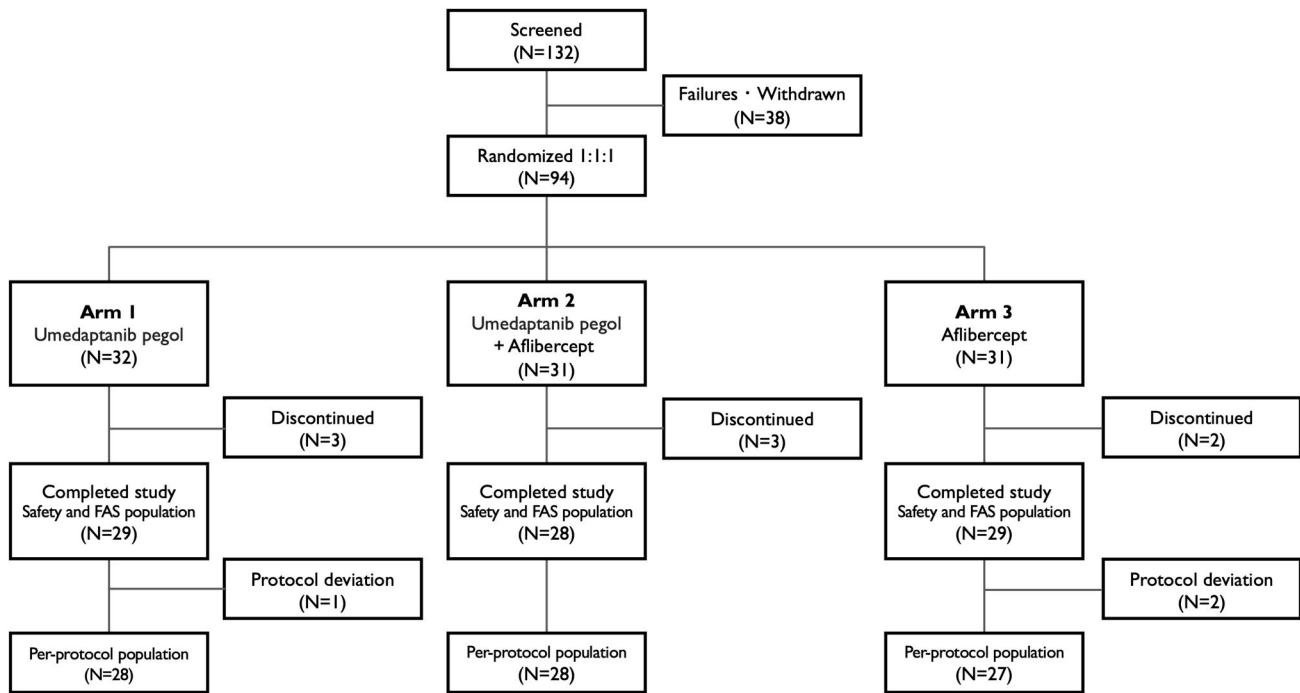 Screened
(N=132)
Failures・Withdrawn
(N=38)
Randomized 1:1:1
(N=94)
Arm 1
Umedaptanib pegol
(N=32)
Arm 2
Umedaptanib pegol
+ Aflibercept
(N=31)
Arm 3
Aflibercept
(N=31)
Discontinued
(N=3)
Discontinued
(N=3)
Discontinued
(N=2)
Completed study
Safety and FAS population
(N=29)
Completed study
Safety and FAS population
(N=28)
Completed study
Safety and FAS population
(N=29)
Protocol deviation
(N=1)
Protocol deviation
(N=2)
Per-protocol population
(N=28)
Per-protocol population
(N=28)
Per-protocol population
(N=27)